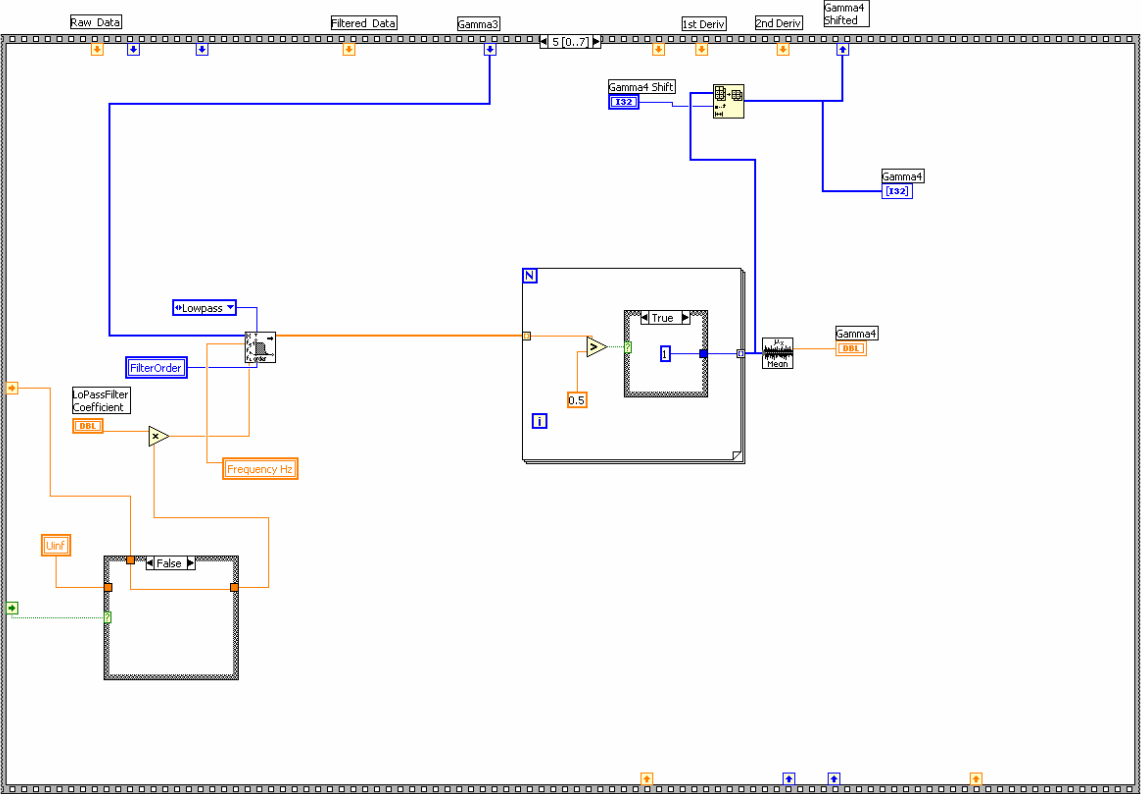 Raw Data
Filtered Data
Gamma3
1st Deriv
2nd Deriv
Gamma4
Shifted
5 [0..7]
Gamma4 Shift
I32
Gamma4
[I32]
N
Lowpass
True
1
Gamma4
DBL
Mean
FilterOrder
order
>
?
0.5
LoPassFilter
Coefficient
DBL
x
i
Frequency Hz
Uinf
False
?